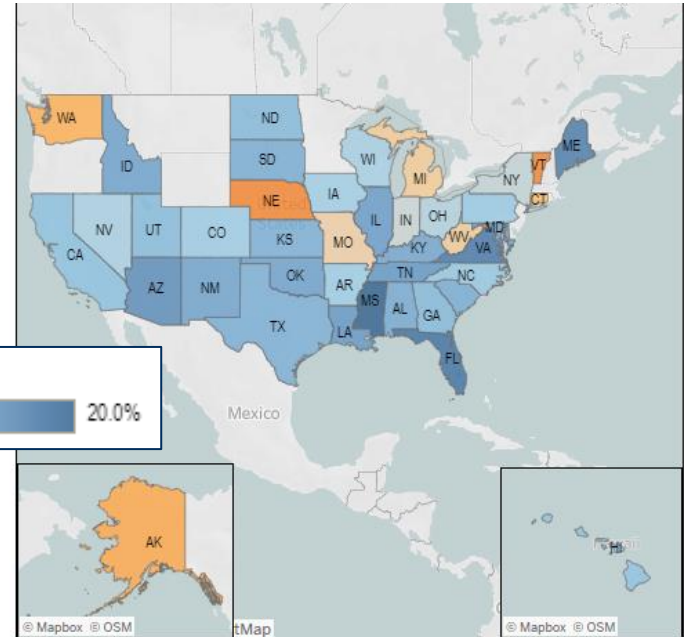 WA
ND
ME
ID
SD
WI
MI
VT
NY
CT
NE
IA
NV
UT
CO
IL
IN
OH
MD
CA
KS
MO
KY
WV
VA
AZ
NM
OK
AR
TN
NC
TX
LA
MS
AL
GA
FL
20.0%
Mexico
AK
© Mapbox © OSM
tMap
© Mapbox © OSM